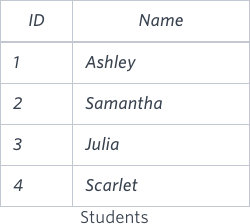 ID Name
1 Ashley
2 Samantha
3 Julia
4 Scarlet
Students